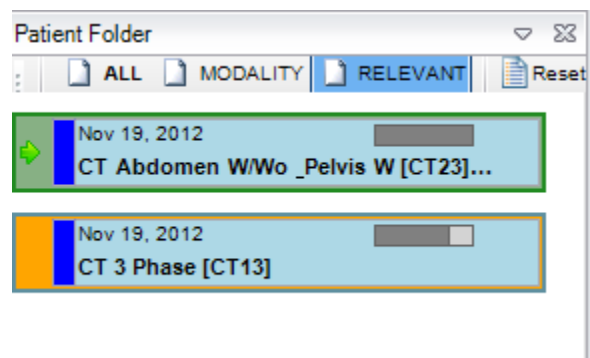 Patient Folder
ALL MODALITY RELEVANT Reset
Nov 19, 2012
CT Abdomen W/Wo _Pelvis W [CT23]...
Nov 19, 2012
CT 3 Phase [CT13]